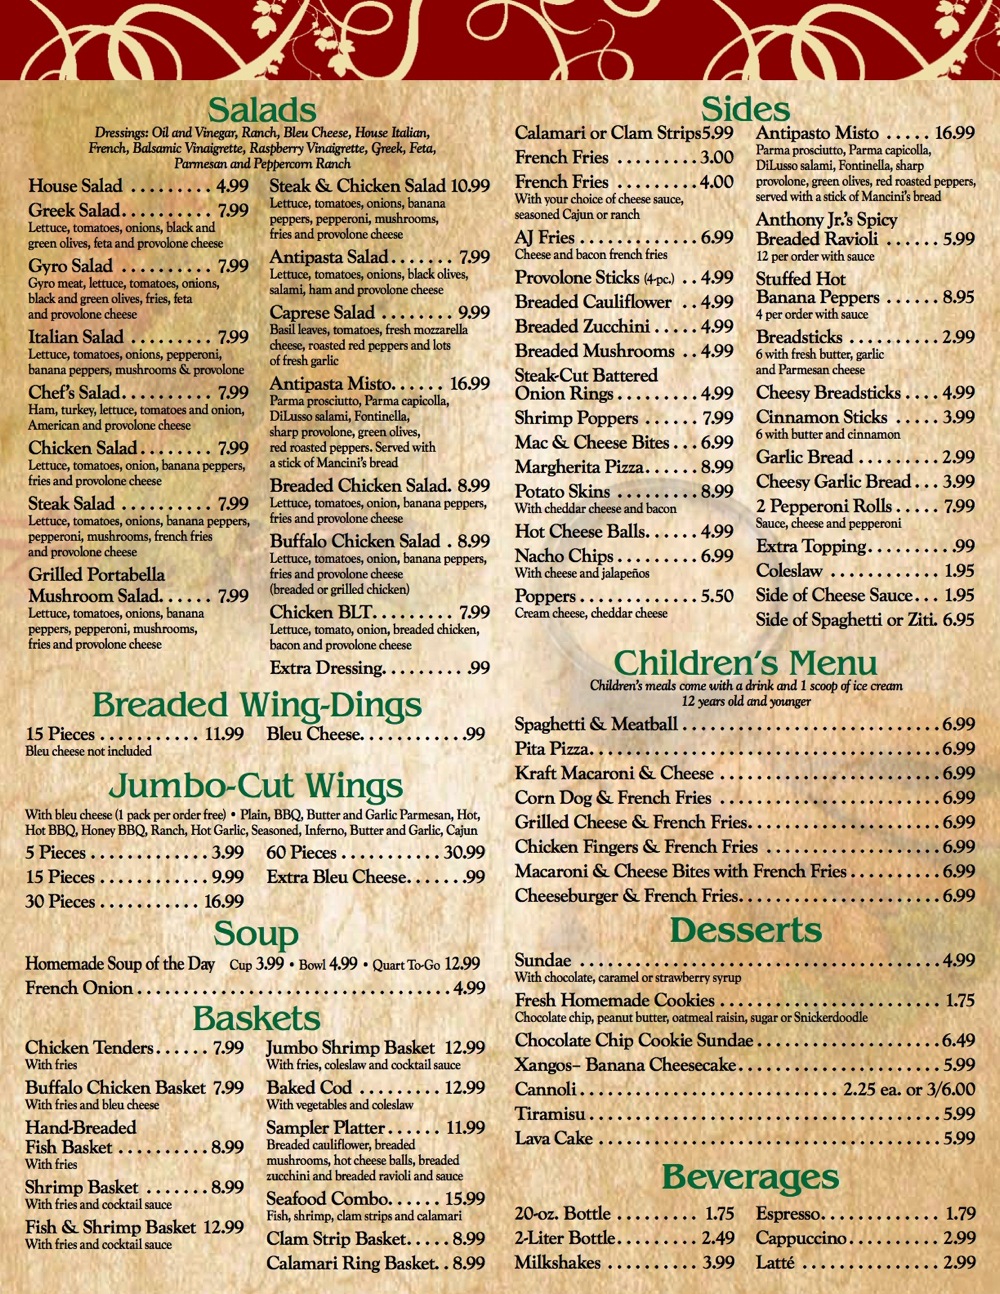 Salads
Dressings: Oil and Vinegar, Ranch, Bleu Cheese, House Italian,
French, Balsamic Vinaigrette, Raspberry Vinaigrette, Greek, Feta,
Parmesan and Peppercorn Ranch
House Salad . . . . . . . . . 4.99
Greek Salad. . . . . . . . . . 7.99
Lettuce, tomatoes, onions, black and
green olives, feta and provolone cheese
Gyro Salad . . . . . . . . . . 7.99
Gyro meat, lettuce, tomatoes, onions,
black and green olives, fries, feta
and provolone cheese
Italian Salad . . . . . . . . . 7.99
Lettuce, tomatoes, onions, pepperoni,
banana peppers, mushrooms & provolone
Chef's Salad. . . . . . . . . . 7.99
Ham, turkey, lettuce, tomatoes and onion,
American and provolone cheese
Chicken Salad . . . . . . . . 7.99
Lettuce, tomatoes, onion, banana peppers,
fries and provolone cheese
Steak Salad . . . . . . . . . . 7.99
Lettuce, tomatoes, onions, banana peppers,
pepperoni, mushrooms, french fries
and provolone cheese
Grilled Portabella
Mushroom Salad. . . . . . 7.99
Lettuce, tomatoes, onions, banana
peppers, pepperoni, mushrooms,
fries and provolone cheese
Steak & Chicken Salad 10.99
Lettuce, tomatoes, onions, banana
peppers, pepperoni, mushrooms,
fries and provolone cheese
Antipasta Salad . . . . . . . 7.99
Lettuce, tomatoes, onions, black olives,
salami, ham and provolone cheese
Caprese Salad . . . . . . . . 9.99
Basil leaves, tomatoes, fresh mozzarella
cheese, roasted red peppers and lots
of fresh garlic
Antipasta Misto. . . . . . 16.99
Parma prosciutto, Parma capicolla,
DiLusso salami, Fontinella,
sharp provolone, green olives,
red roasted peppers. Served with
a stick of Mancini's bread
Breaded Chicken Salad. 8.99
Lettuce, tomatoes, onion, banana peppers,
fries and provolone cheese
Buffalo Chicken Salad . 8.99
Lettuce, tomatoes, onion, banana peppers,
fries and provolone cheese
(breaded or grilled chicken)
Chicken BLT. . . . . . . . . 7.99
Lettuce, tomato, onion, breaded chicken,
bacon and provolone cheese
Extra Dressing. . . . . . . . . .99
Breaded Wing-Dings
15 Pieces . . . . . . . . . . . 11.99
Bleu cheese not included
Bleu Cheese. . . . . . . . . . . .99
Jumbo-Cut Wings
With bleu cheese (1 pack per order free) • Plain, BBQ, Butter and Garlic Parmesan, Hot,
Hot BBQ, Honey BBQ, Ranch, Hot Garlic, Seasoned, Inferno, Butter and Garlic, Cajun
5 Pieces . . . . . . . . . . . . . 3.99
15 Pieces . . . . . . . . . . . . 9.99
30 Pieces . . . . . . . . . . . 16.99
60 Pieces . . . . . . . . . . . 30.99
Extra Bleu Cheese. . . . . . .99
Soup
Homemade Soup of the Day Cup 3.99 • Bowl 4.99 • Quart To-Go 12.99
French Onion . . . . . . . . . . . . . . . . . . . . . . . . . . . . . . . . 4.99
Baskets
Chicken Tenders . . . . . . 7.99
With fries
Buffalo Chicken Basket 7.99
With fries and bleu cheese
Hand-Breaded
Fish Basket . . . . . . . . . . 8.99
With fries
Shrimp Basket . . . . . . . 8.99
With fries and cocktail sauce
Fish & Shrimp Basket 12.99
With fries and cocktail sauce
Jumbo Shrimp Basket 12.99
With fries, coleslaw and cocktail sauce
Baked Cod . . . . . . . . . 12.99
With vegetables and coleslaw
Sampler Platter . . . . . . 11.99
Breaded cauliflower, breaded
mushrooms, hot cheese balls, breaded
zucchini and breaded ravioli and sauce
Seafood Combo. . . . . . 15.99
Fish, shrimp, clam strips and calamari
Clam Strip Basket. . . . . 8.99
Calamari Ring Basket. . 8.99
Sides
Calamari or Clam Strips5.99
French Fries . . . . . . . . . 3.00
French Fries . . . . . . . . . 4.00
With your choice of cheese sauce,
seasoned Cajun or ranch
AJ Fries . . . . . . . . . . . . . 6.99
Cheese and bacon french fries
Provolone Sticks (4-pc.) . . 4.99
Breaded Cauliflower . . 4.99
Breaded Zucchini . . . . . 4.99
Breaded Mushrooms . . 4.99
Steak-Cut Battered
Onion Rings . . . . . . . . . 4.99
Shrimp Poppers . . . . . . 7.99
Mac & Cheese Bites . . . 6.99
Margherita Pizza. . . . . . 8.99
Potato Skins . . . . . . . . . 8.99
With cheddar cheese and bacon
Hot Cheese Balls. . . . . . 4.99
Nacho Chips . . . . . . . . . 6.99
With cheese and jalapeños
Poppers . . . . . . . . . . . . . 5.50
Cream cheese, cheddar cheese
Antipasto Misto . . . . . 16.99
Parma prosciutto, Parma capicolla,
DiLusso salami, Fontinella, sharp
provolone, green olives, red roasted peppers,
served with a stick of Mancini's bread
Anthony Jr.'s Spicy
Breaded Ravioli . . . . . . 5.99
12 per order with sauce
Stuffed Hot
Banana Peppers . . . . . . 8.95
4 per order with sauce
Breadsticks . . . . . . . . . . 2.99
6 with fresh butter, garlic
and Parmesan cheese
Cheesy Breadsticks . . . . 4.99
Cinnamon Sticks . . . . . 3.99
6 with butter and cinnamon
Garlic Bread . . . . . . . . . 2.99
Cheesy Garlic Bread . . . 3.99
2 Pepperoni Rolls . . . . . 7.99
Sauce, cheese and pepperoni
Extra Topping. . . . . . . . . .99
Coleslaw . . . . . . . . . . . . 1.95
Side of Cheese Sauce . . . 1.95
Side of Spaghetti or Ziti. 6.95
Children's Menu
Children's meals come with a drink and 1 scoop of ice cream
12 years old and younger
Spaghetti & Meatball . . . . . . . . . . . . . . . . . . . . . . . . . . . . 6.99
Pita Pizza. . . . . . . . . . . . . . . . . . . . . . . . . . . . . . . . . . . . . . 6.99
Kraft Macaroni & Cheese . . . . . . . . . . . . . . . . . . . . . . . . 6.99
Corn Dog & French Fries . . . . . . . . . . . . . . . . . . . . . . . . 6.99
Grilled Cheese & French Fries. . . . . . . . . . . . . . . . . . . . . 6.99
Chicken Fingers & French Fries . . . . . . . . . . . . . . . . . . . 6.99
Macaroni & Cheese Bites with French Fries . . . . . . . . . . 6.99
Cheeseburger & French Fries. . . . . . . . . . . . . . . . . . . . . . 6.99
Desserts
Sundae . . . . . . . . . . . . . . . . . . . . . . . . . . . . . . . . . . . . . . 4.99
With chocolate, caramel or strawberry syrup
Fresh Homemade Cookies . . . . . . . . . . . . . . . . . . . . . . . . 1.75
Chocolate chip, peanut butter, oatmeal raisin, sugar or Snickerdoodle
Chocolate Chip Cookie Sundae . . . . . . . . . . . . . . . . . . . . 6.49
Xangos– Banana Cheesecake. . . . . . . . . . . . . . . . . . . . . . 5.99
Cannoli . . . . . . . . . . . . . . . . . . . . . . . . . . . . 2.25 ea. or 3/6.00
Tiramisu . . . . . . . . . . . . . . . . . . . . . . . . . . . . . . . . . . . . . . 5.99
Lava Cake . . . . . . . . . . . . . . . . . . . . . . . . . . . . . . . . . . . . 5.99
Beverages
20-oz. Bottle . . . . . . . . . 1.75
2-Liter Bottle. . . . . . . . . 2.49
Milkshakes . . . . . . . . . . 3.99
Espresso. . . . . . . . . . . . . 1.79
Cappuccino. . . . . . . . . . 2.99
Latté . . . . . . . . . . . . . . . 2.99